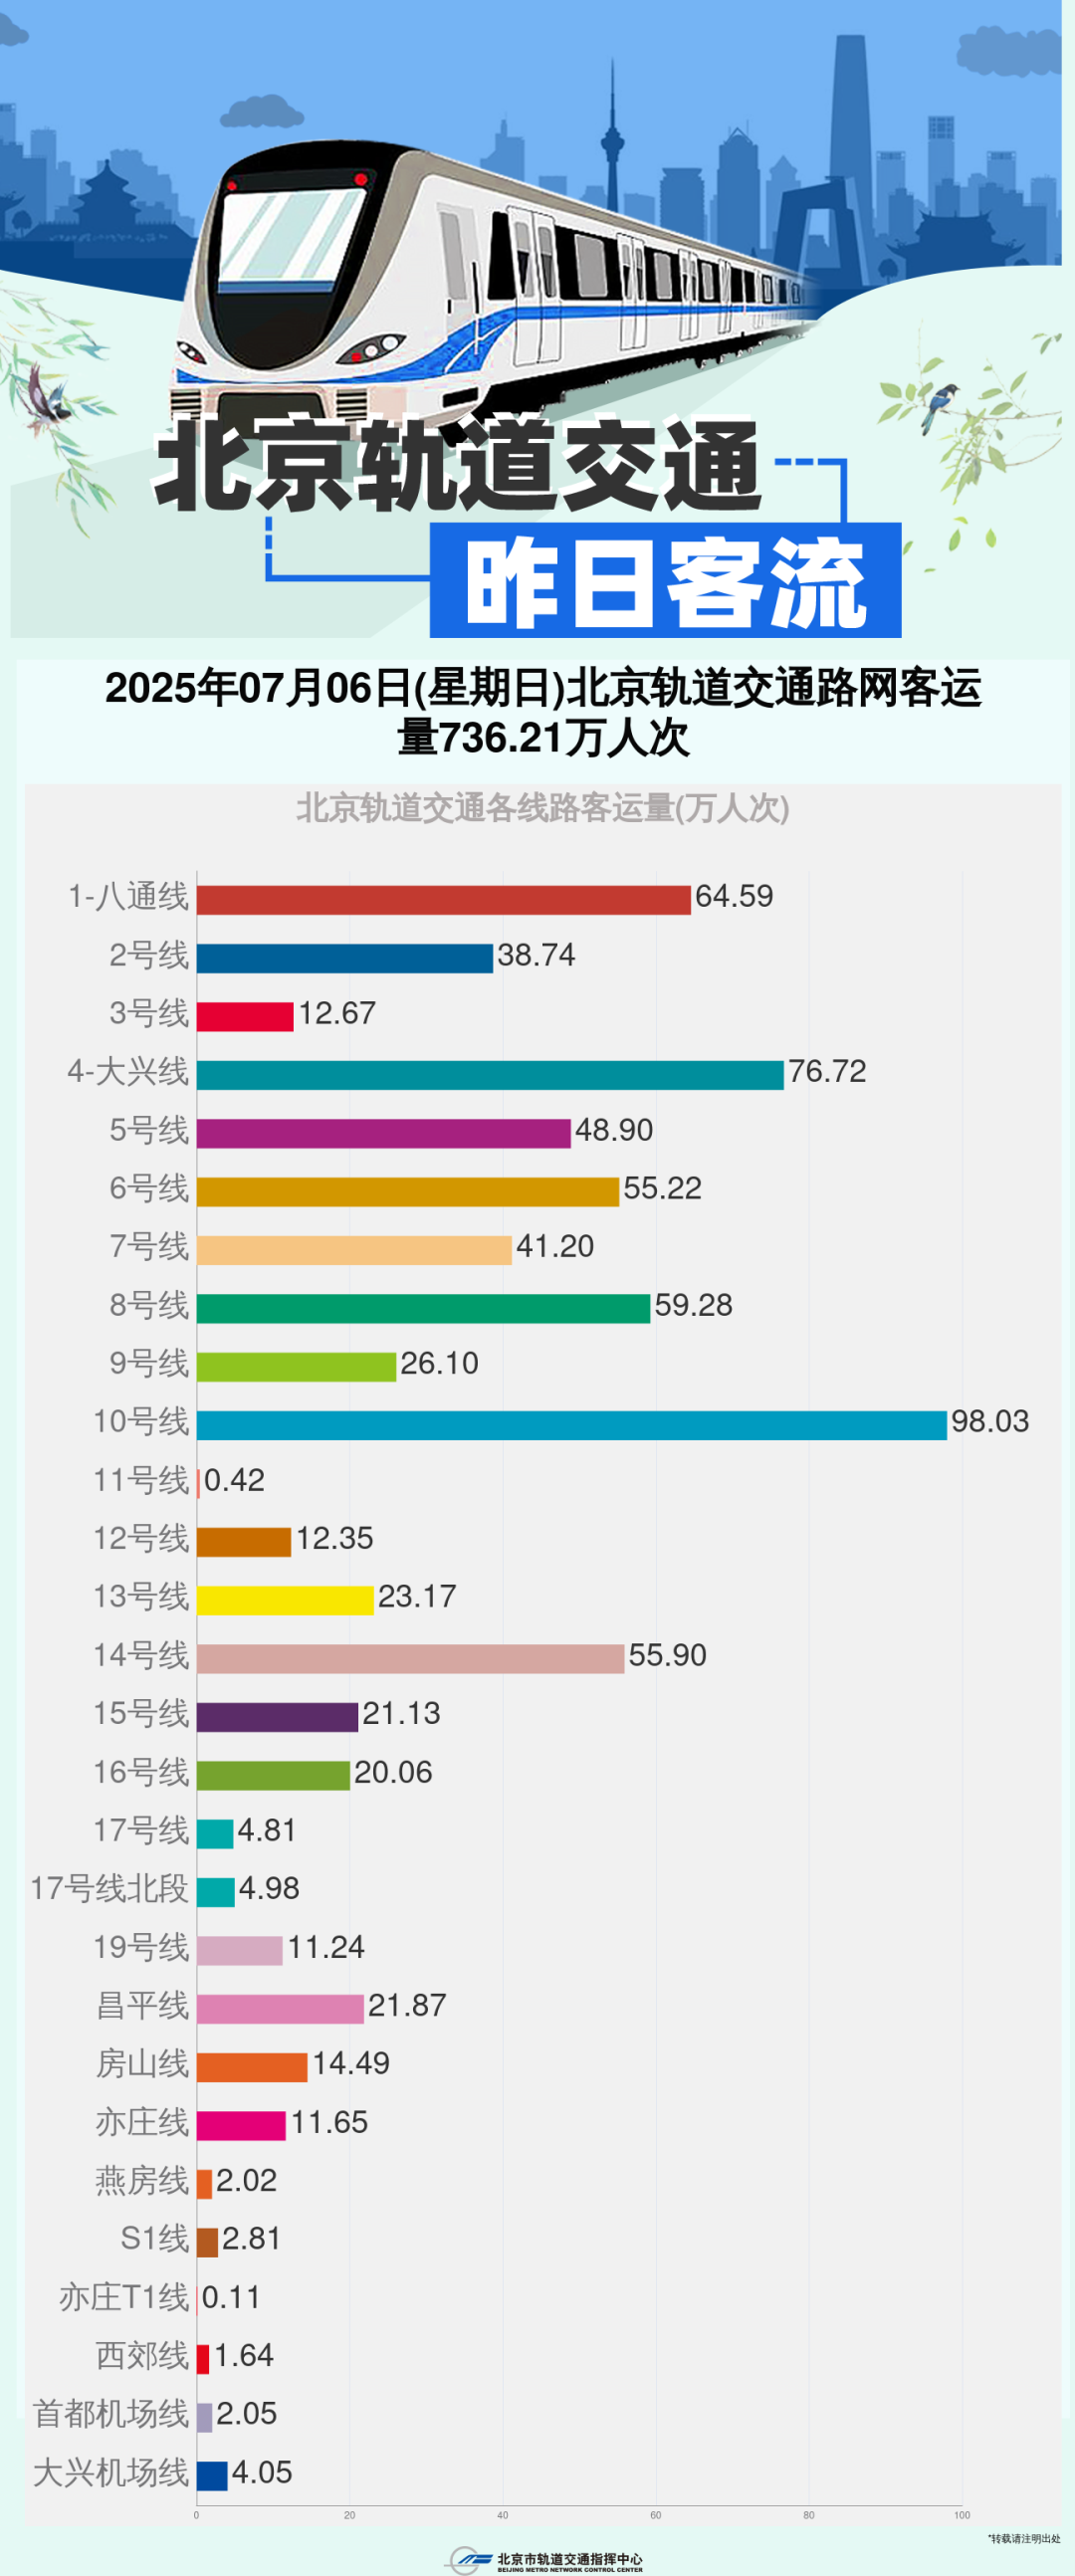 北京轨道交通
昨日客流
2025年07月06日(星期日)北京轨道交通路网客运
量736.21万人次
北京轨道交通各线路客运量(万人次)
1-八通线 64.59
2号线 38.74
3号线 12.67
4-大兴线 76.72
5号线 48.90
6号线 55.22
7号线 41.20
8号线 59.28
9号线 26.10
10号线 98.03
11号线 0.42
12号线 12.35
13号线 23.17
14号线 55.90
15号线 21.13
16号线 20.06
17号线 4.81
17号线北段 4.98
19号线 11.24
昌平线 21.87
房山线 14.49
亦庄线 11.65
燕房线 2.02
S1线 2.81
亦庄T1线 0.11
西郊线 1.64
首都机场线 2.05
大兴机场线 4.05
0 20 40 60 80 100
*转载请注明出处
北京市轨道交通指挥中心
BEIJING METRO NETWORK CONTROL CENTER